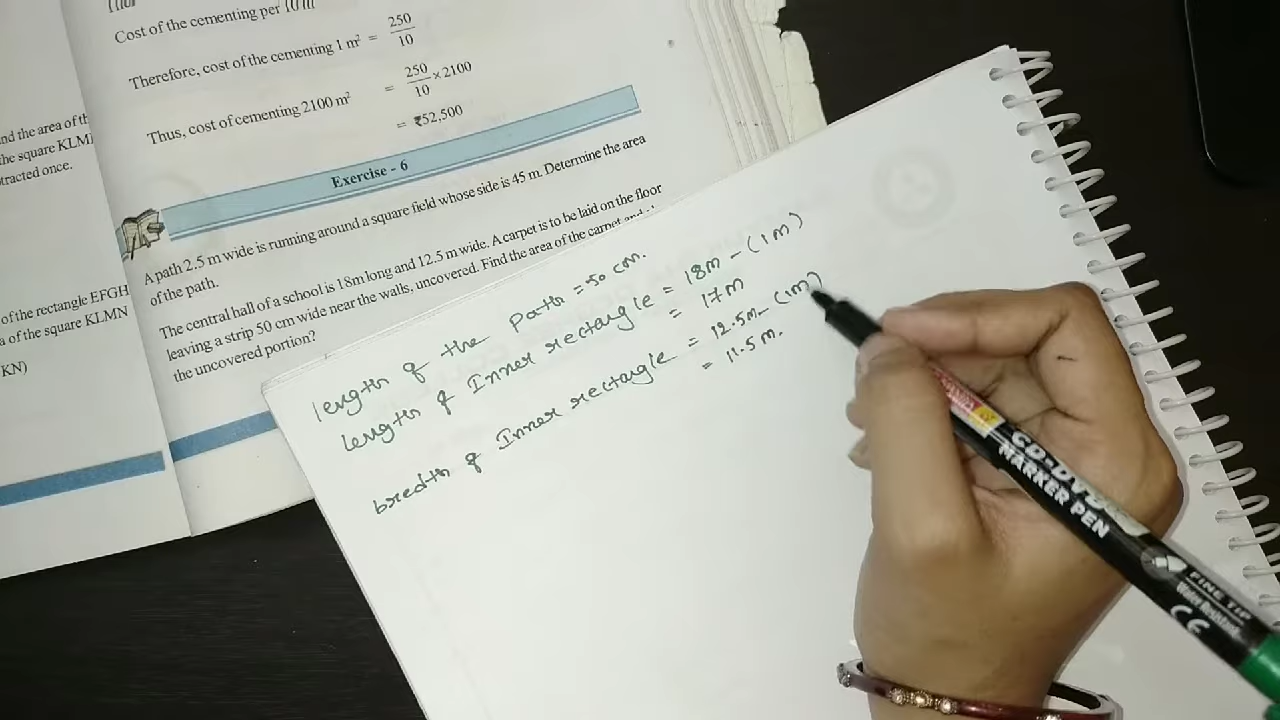 Cost of the cementing per 10 m
Therefore, cost of the cementing 1 m² = 250/10
Thus, cost of cementing 2100 m² = 250/10 × 2100
= ₹52,500
nd the area of th
he square KLM
tracted once.
Exercise - 6
A path 2.5 m wide is running around a square field whose side is 45 m. Determine the area
of the path.
The central hall of a school is 18m long and 12.5 m wide. A carpet is to be laid on the floor
leaving a strip 50 cm wide near the walls, uncovered. Find the area of the carpet and
the uncovered portion?
of the rectangle EFGH
a of the square KLMN
KN)
length of the path = 50 cm.
length of Inner rectangle = 18m - (1m)
= 17m
bredth of Inner rectangle = 12.5m - (1m)
= 11.5 m.
CD-DVD
MARKER PEN
FINE TIP
Water Resistant
CE